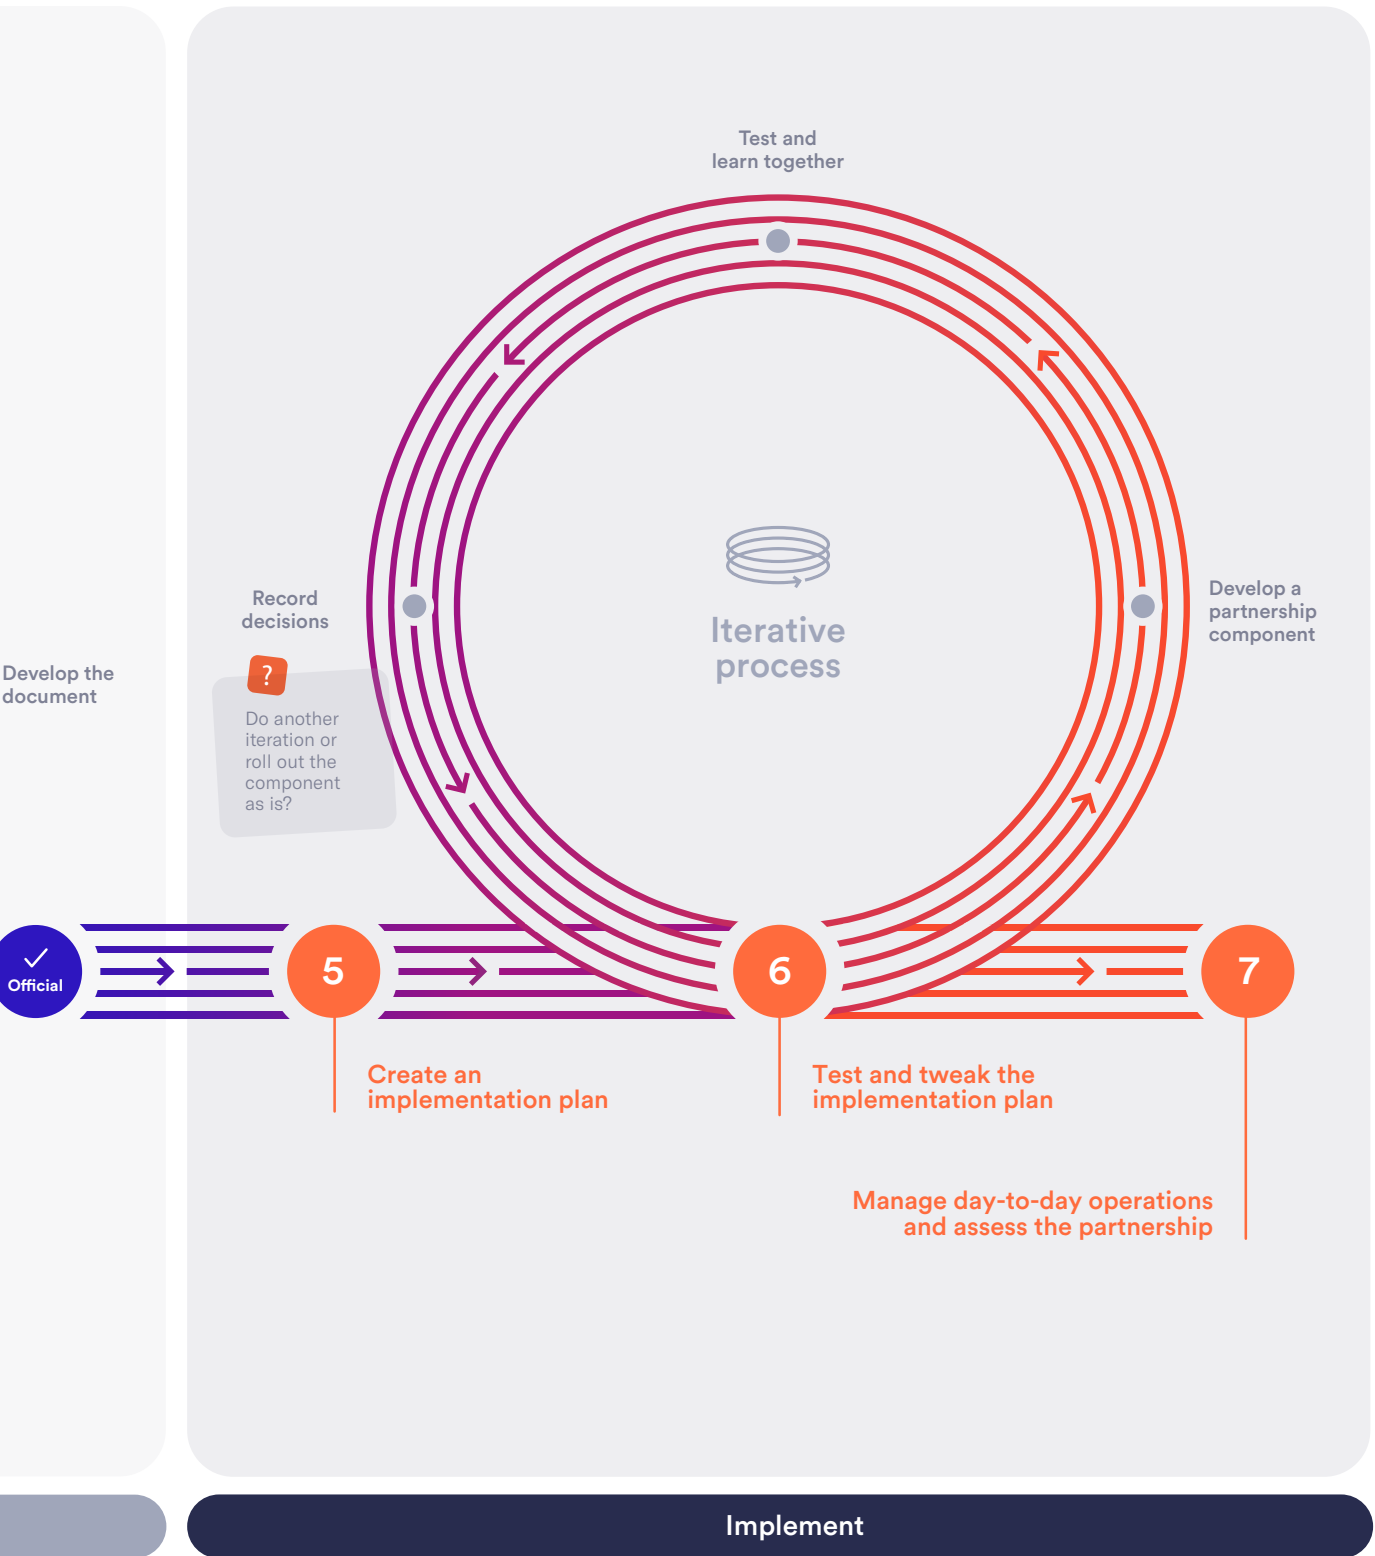 Test and
learn together
Iterative
process
Record
decisions
Develop a
partnership
component
Develop the
document
?
Do another
iteration or
roll out the
component
as is?
Official
5
6
7
Create an
implementation plan
Test and tweak the
implementation plan
Manage day-to-day operations
and assess the partnership
Implement